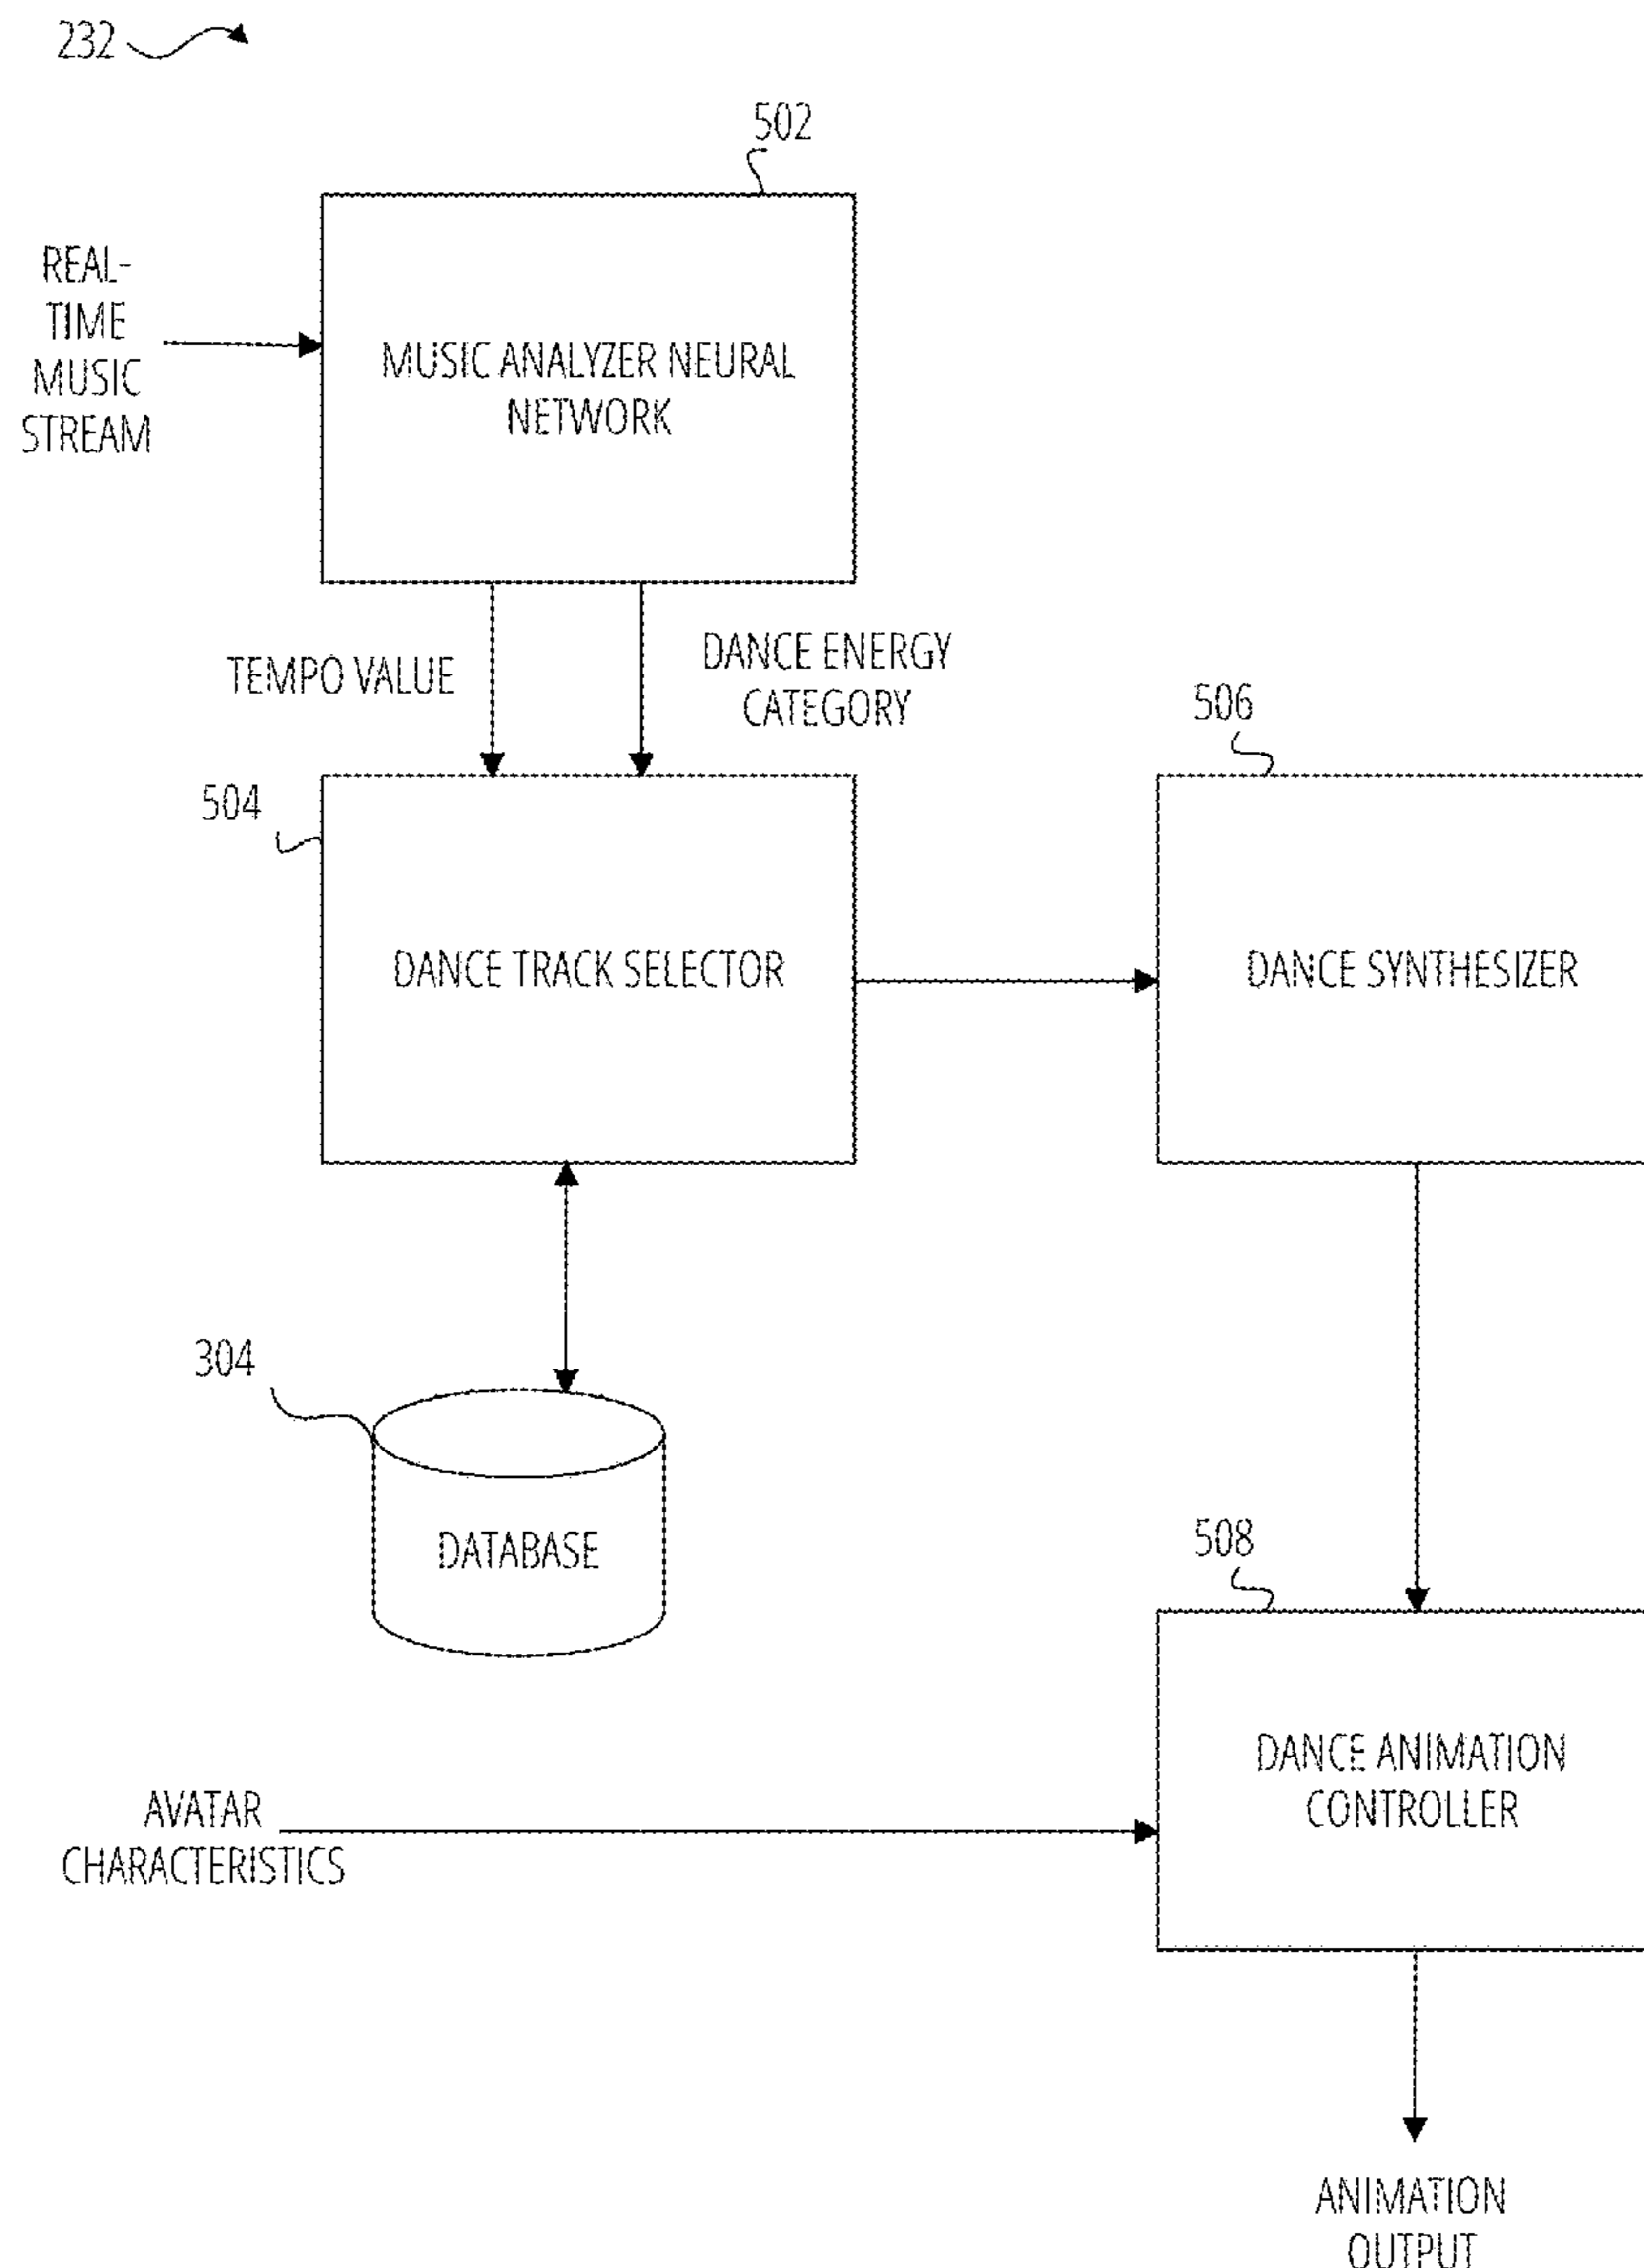 232
502
REAL-
TIME
MUSIC
STREAM
MUSIC ANALYZER NEURAL
NETWORK
TEMPO VALUE
DANCE ENERGY
CATEGORY
504
506
DANCE TRACK SELECTOR
DANCE SYNTHESIZER
304
DATABASE
508
DANCE ANIMATION
CONTROLLER
AVATAR
CHARACTERISTICS
ANIMATION
OUTPUT